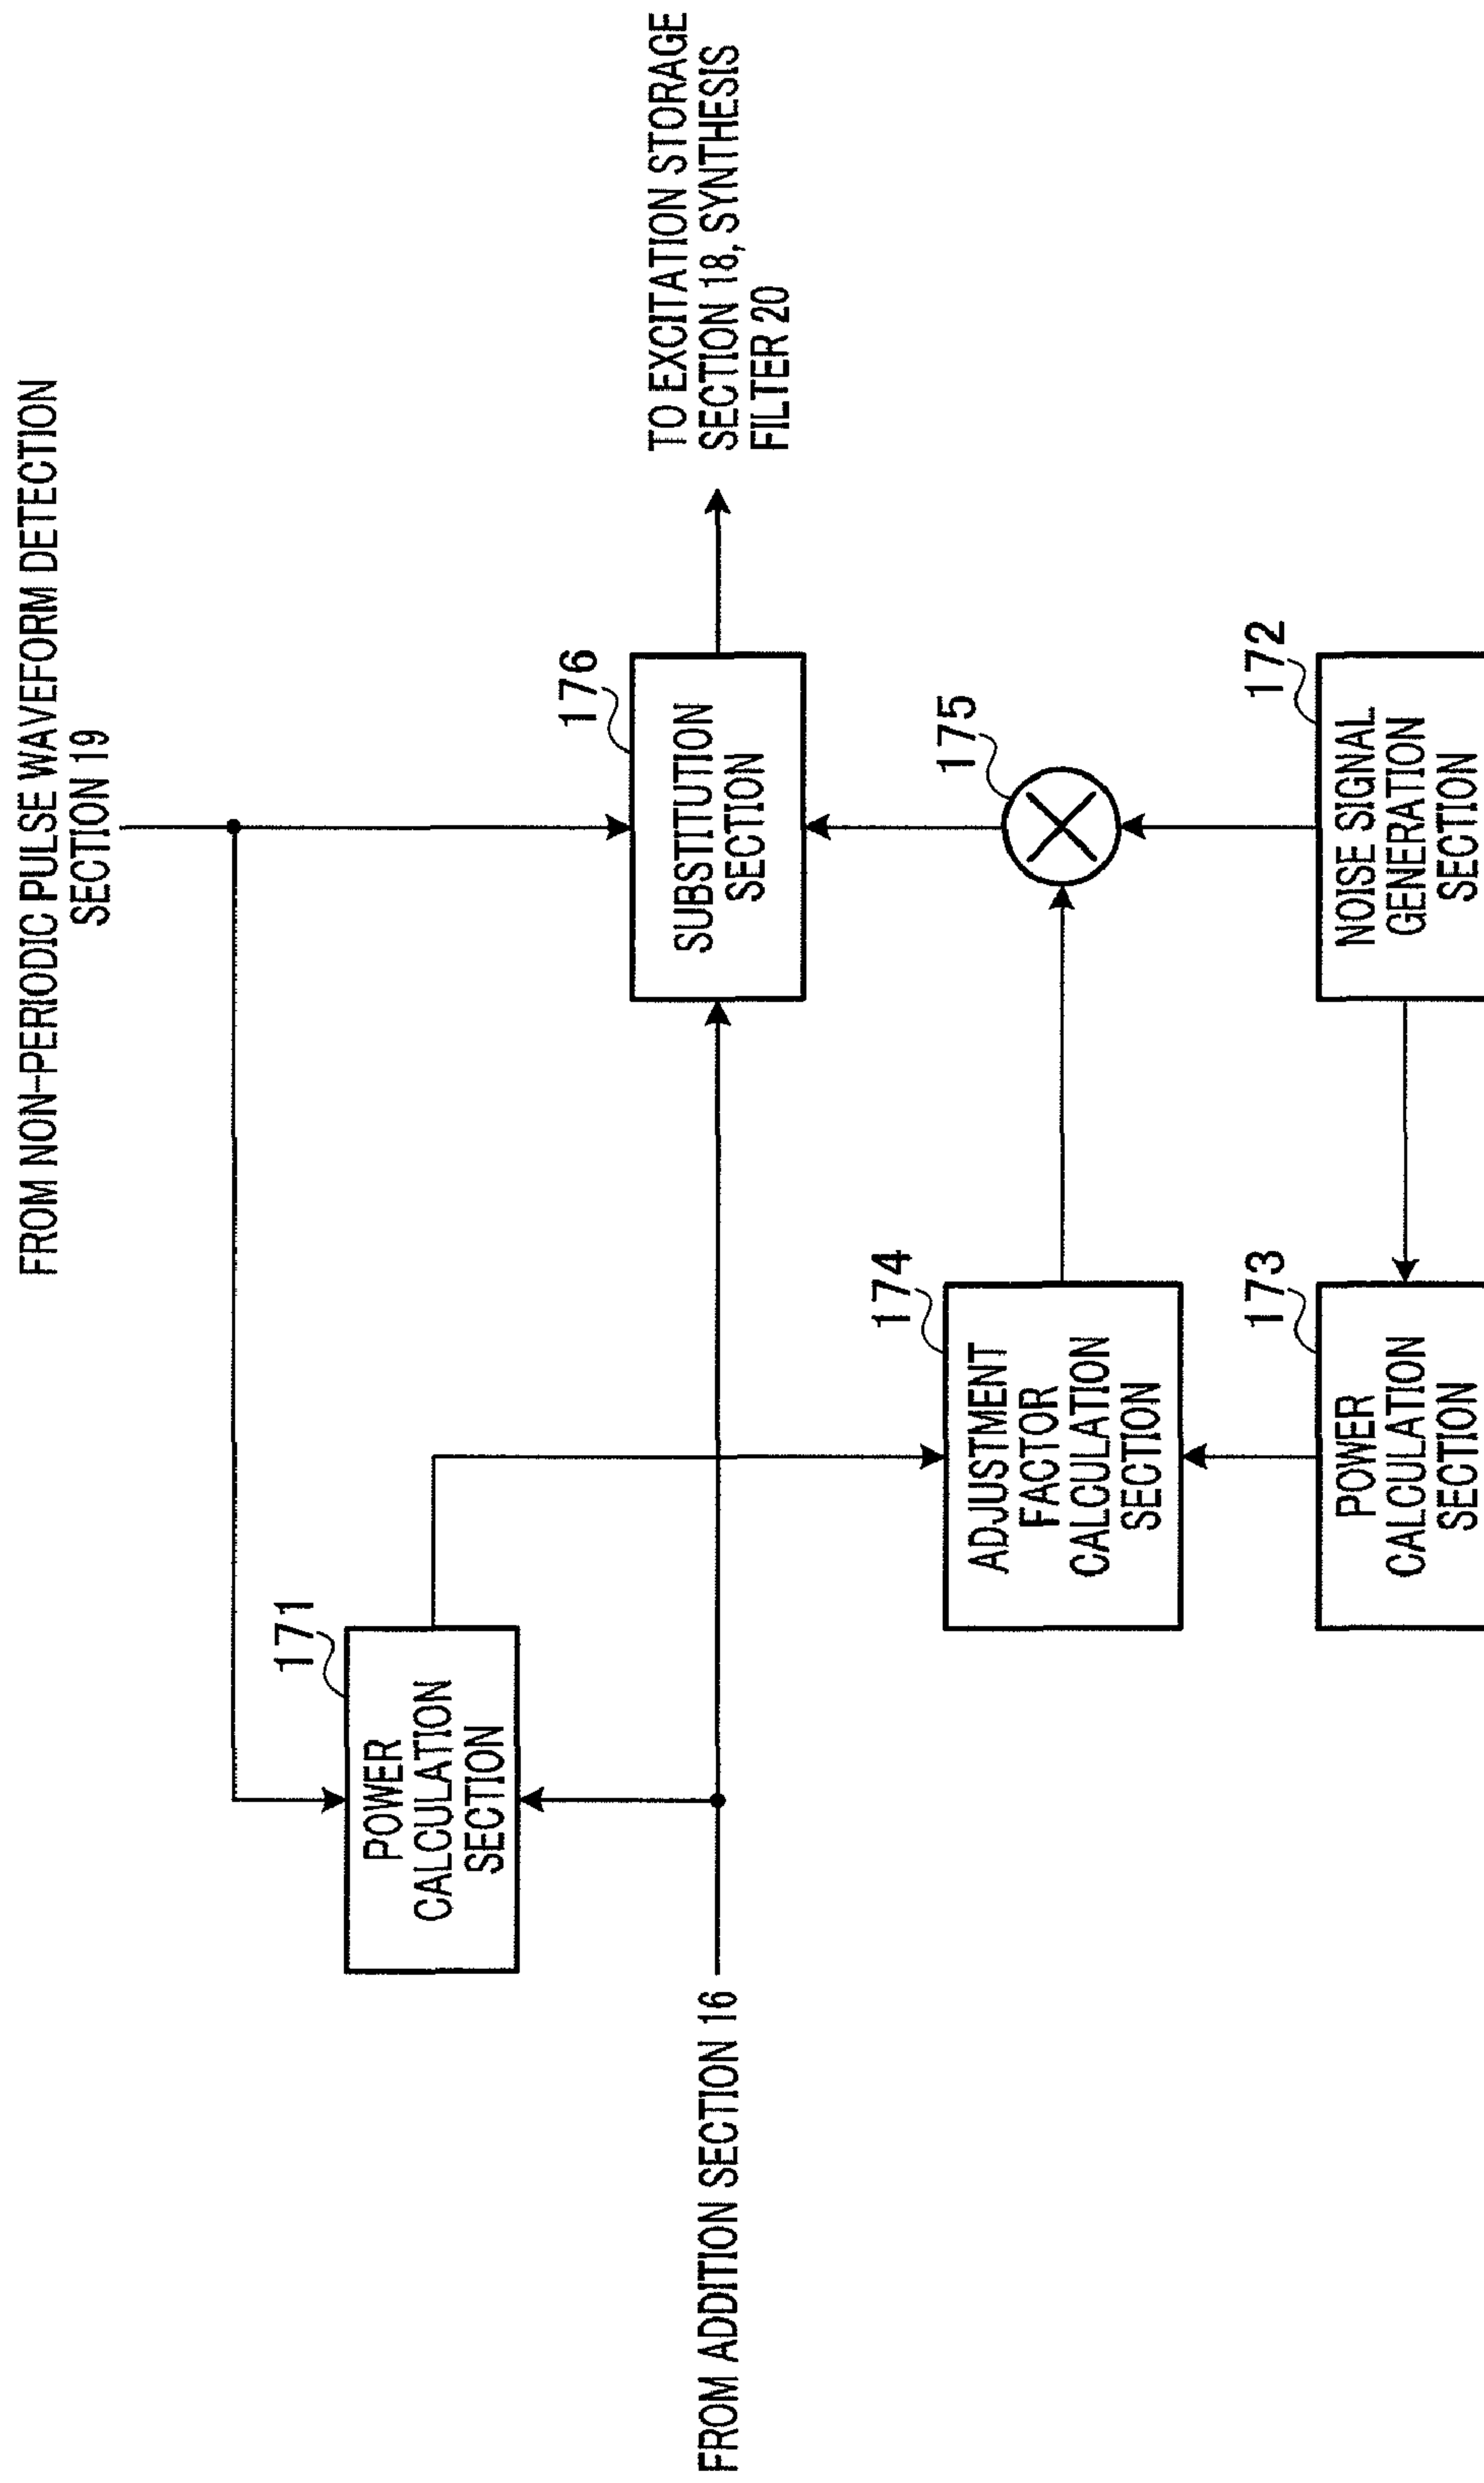 FROM NON-PERIODIC PULSE WAVEFORM DETECTION
SECTION 19
171
POWER
CALCULATION
SECTION
176
SUBSTITUTION
SECTION
TO EXCITATION STORAGE
SECTION 18, SYNTHESIS
FILTER 20
FROM ADDITION SECTION 16
174
ADJUSTMENT
FACTOR
CALCULATION
SECTION
175
173
POWER
CALCULATION
SECTION
172
NOISE SIGNAL
GENERATION
SECTION